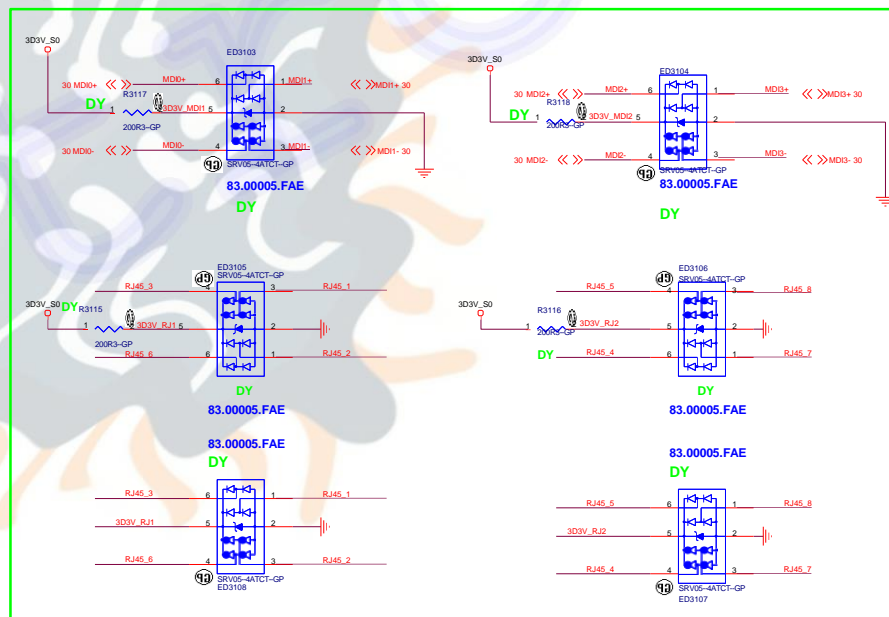 3D3V_S0
ED3103
30 MDI0+
MDI0+
6
1
MDI1+
MDI1+ 30
R3117
DY
1
2
3D3V_MDI1
5
2
200R3-GP
30 MDI0-
MDI0-
4
3
MDI1-
MDI1- 30
SRV05-4ATCT-GP
83.00005.FAE
DY
3D3V_S0
ED3104
30 MDI2+
MDI2+
6
1
MDI3+
MDI3+ 30
R3118
DY
1
2
3D3V_MDI2
5
2
200R3-GP
30 MDI2-
MDI2-
4
3
MDI3-
MDI3- 30
SRV05-4ATCT-GP
83.00005.FAE
DY
ED3105
SRV05-4ATCT-GP
RJ45_3
4
3
RJ45_1
3D3V_S0
DY
R3115
1
2
3D3V_RJ1
5
2
200R3-GP
RJ45_6
6
1
RJ45_2
DY
83.00005.FAE
ED3106
SRV05-4ATCT-GP
RJ45_5
4
3
RJ45_8
3D3V_S0
R3116
1
2
3D3V_RJ2
5
2
200R3-GP
DY
RJ45_4
6
1
RJ45_7
DY
83.00005.FAE
83.00005.FAE
DY
RJ45_3
6
1
RJ45_1
3D3V_RJ1
5
2
RJ45_6
4
3
RJ45_2
SRV05-4ATCT-GP
ED3108
83.00005.FAE
DY
RJ45_5
6
1
RJ45_8
3D3V_RJ2
5
2
RJ45_4
4
3
RJ45_7
SRV05-4ATCT-GP
ED3107